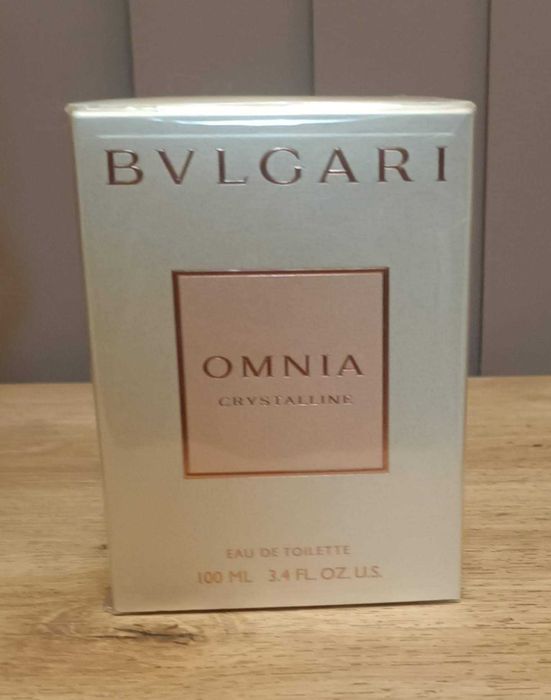 BVLGARI
OMNIA
CRYSTALLINE
EAU DE TOILETTE
100 ML 3.4 FL. OZ. U.S.